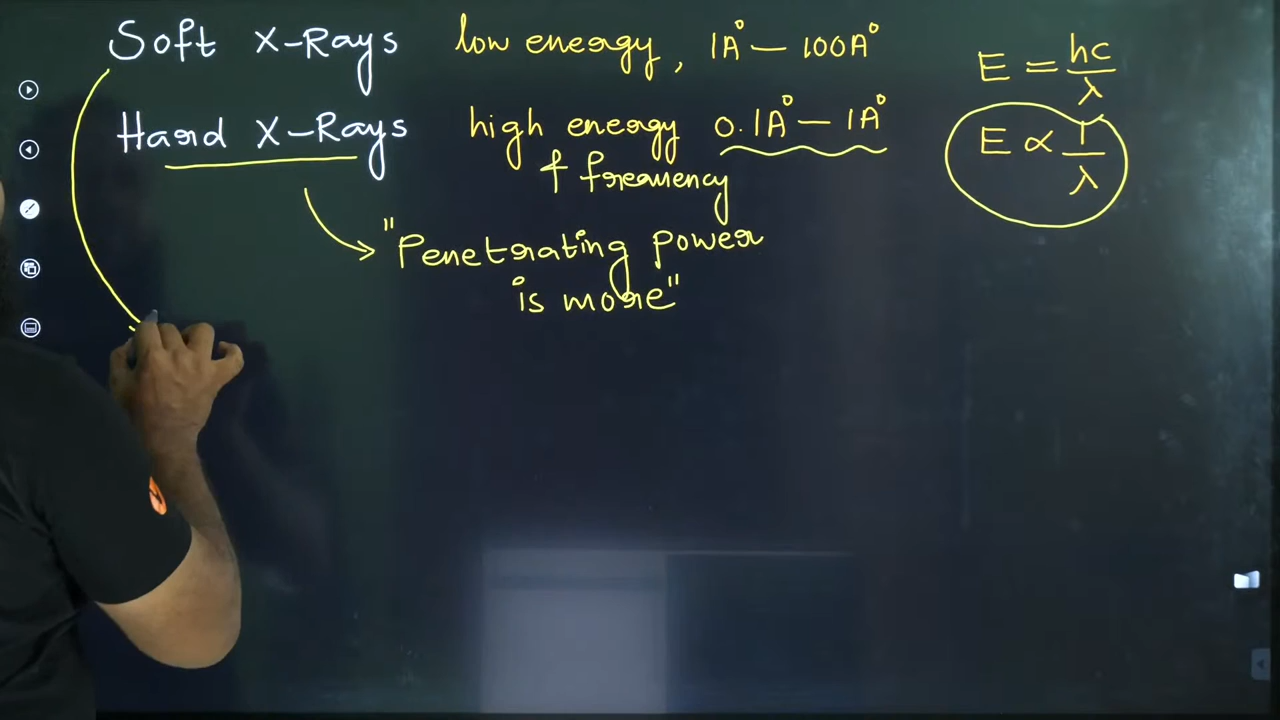 Soft X-Rays low energy, 1A° — 100A°
Hard X-Rays high energy 0.1A° — 1A°
& frequency
"Penetrating power
is more"
E = hc/λ
E ∝ 1/λ